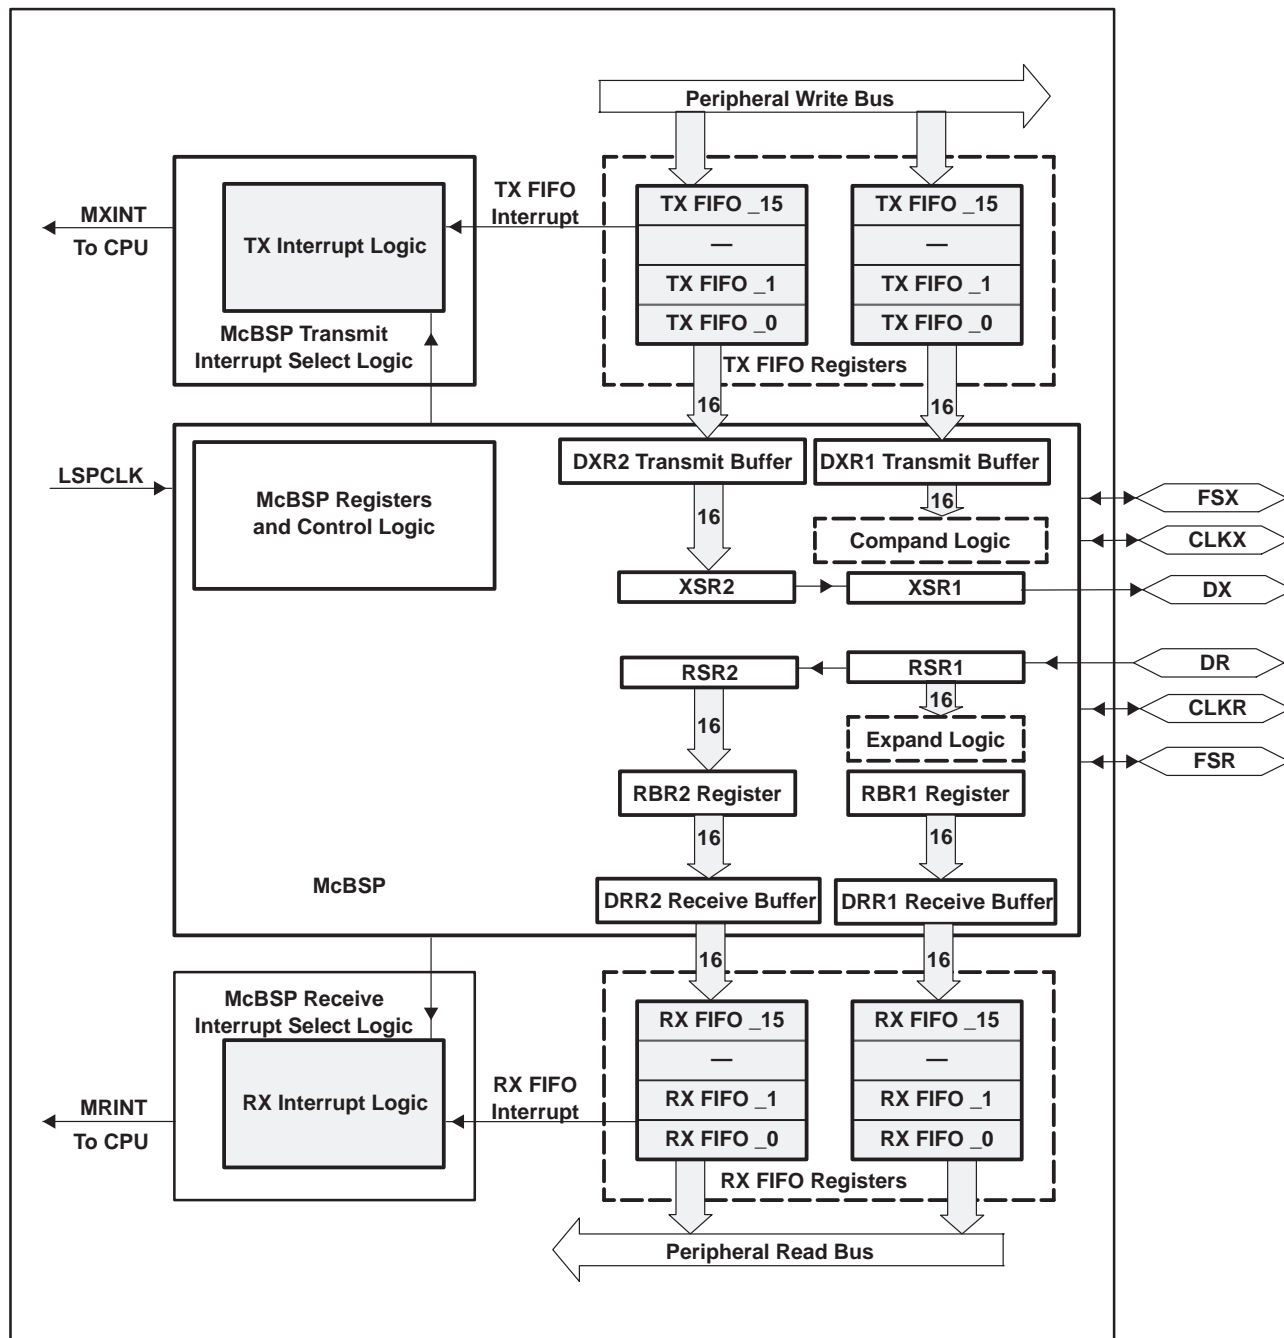 Peripheral Write Bus
TX FIFO
Interrupt
MXINT
To CPU
TX Interrupt Logic
McBSP Transmit
Interrupt Select Logic
TX FIFO _15
—
TX FIFO _1
TX FIFO _0
TX FIFO _15
—
TX FIFO _1
TX FIFO _0
TX FIFO Registers
16
16
LSPCLK
McBSP Registers
and Control Logic
DXR2 Transmit Buffer
DXR1 Transmit Buffer
16
16
Compand Logic
XSR2
XSR1
RSR2
RSR1
16
16
Expand Logic
RBR2 Register
RBR1 Register
16
16
McBSP
DRR2 Receive Buffer
DRR1 Receive Buffer
FSX
CLKX
DX
DR
CLKR
FSR
16
16
McBSP Receive
Interrupt Select Logic
RX Interrupt Logic
MRINT
To CPU
RX FIFO
Interrupt
RX FIFO _15
—
RX FIFO _1
RX FIFO _0
RX FIFO _15
—
RX FIFO _1
RX FIFO _0
RX FIFO Registers
Peripheral Read Bus